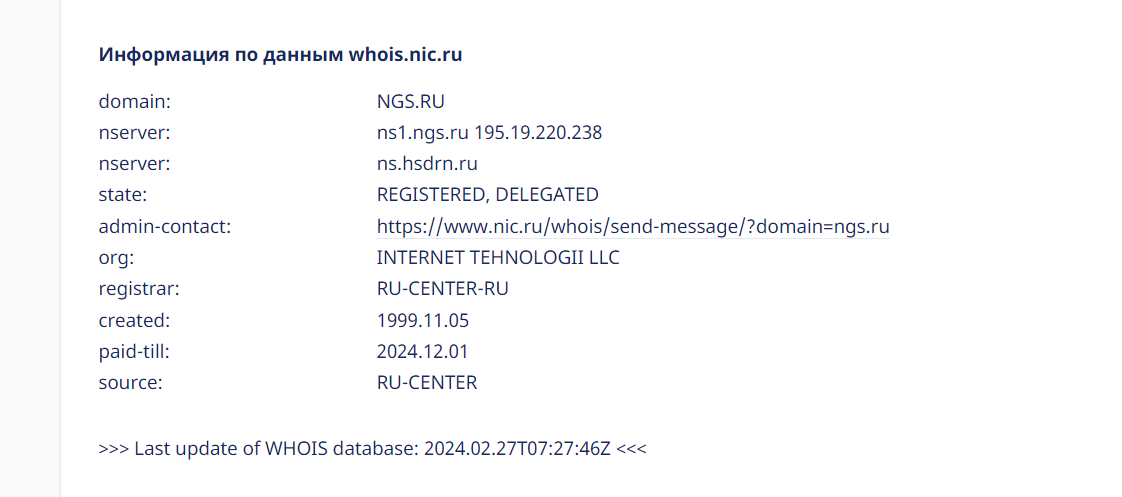 Информация по данным whois.nic.ru
domain: NGS.RU
nserver: ns1.ngs.ru 195.19.220.238
nserver: ns.hsdrn.ru
state: REGISTERED, DELEGATED
admin-contact: https://www.nic.ru/whois/send-message/?domain=ngs.ru
org: INTERNET TEHNOLOGII LLC
registrar: RU-CENTER-RU
created: 1999.11.05
paid-till: 2024.12.01
source: RU-CENTER
>>> Last update of WHOIS database: 2024.02.27T07:27:46Z <<<